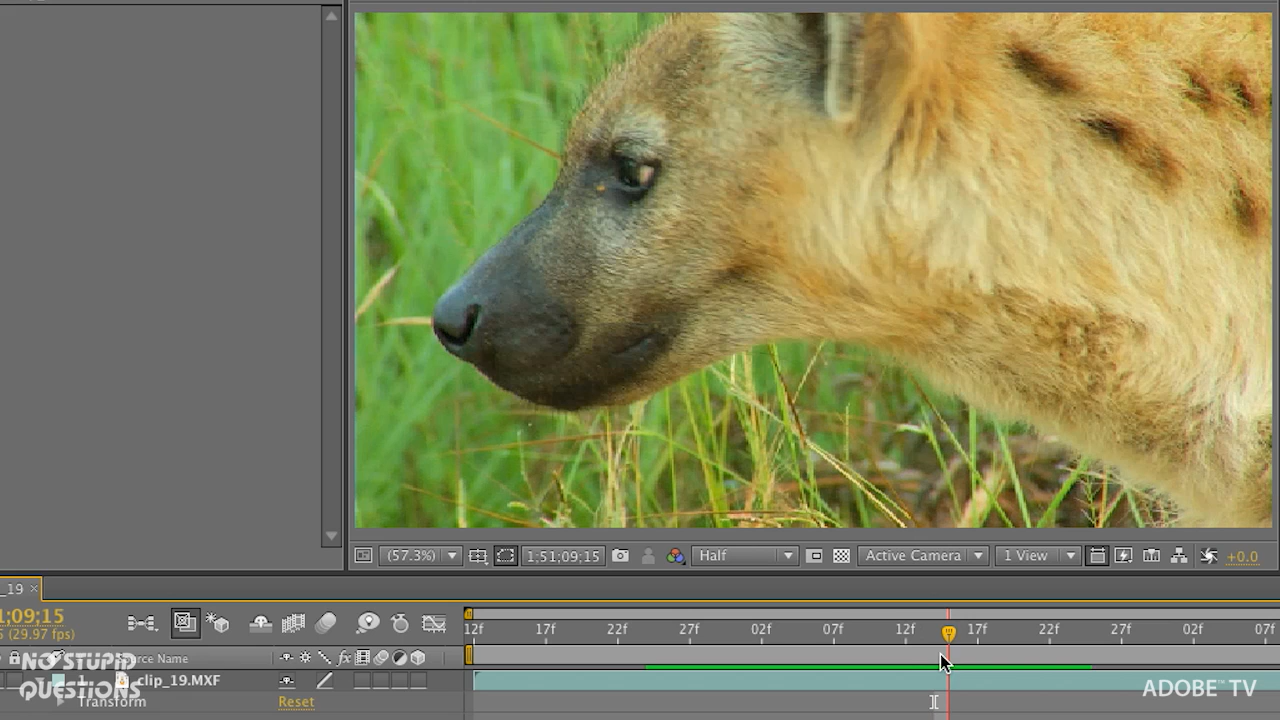 (57.3%) 1:51:09:15 Half Active Camera 1 View +0.0
_19
;09:15
(29.97 fps)
12f 17f 22f 27f 02f 07f 12f 17f 22f 27f 02f 07f
Source Name fx
NO STUPID
QUESTIONS
1 clip_19.MXF
Transform Reset
ADOBE™ TV